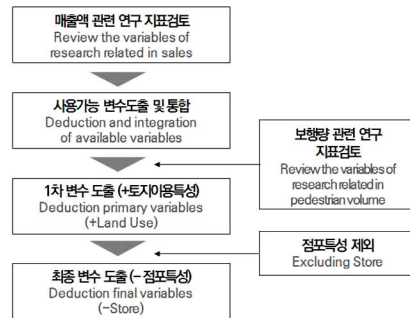 매출액 관련 연구 지표검토
Review the variables of
research related in sales
사용가능 변수도출 및 통합
Deduction and integration
of available variables
보행량 관련 연구
지표검토
Review the variables of
research related in
pedestrian volume
1차 변수 도출 (+토지이용특성)
Deduction primary variables
(+Land Use)
점포특성 제외
Excluding Store
최종 변수 도출 (− 점포특성)
Deduction final variables
(−Store)